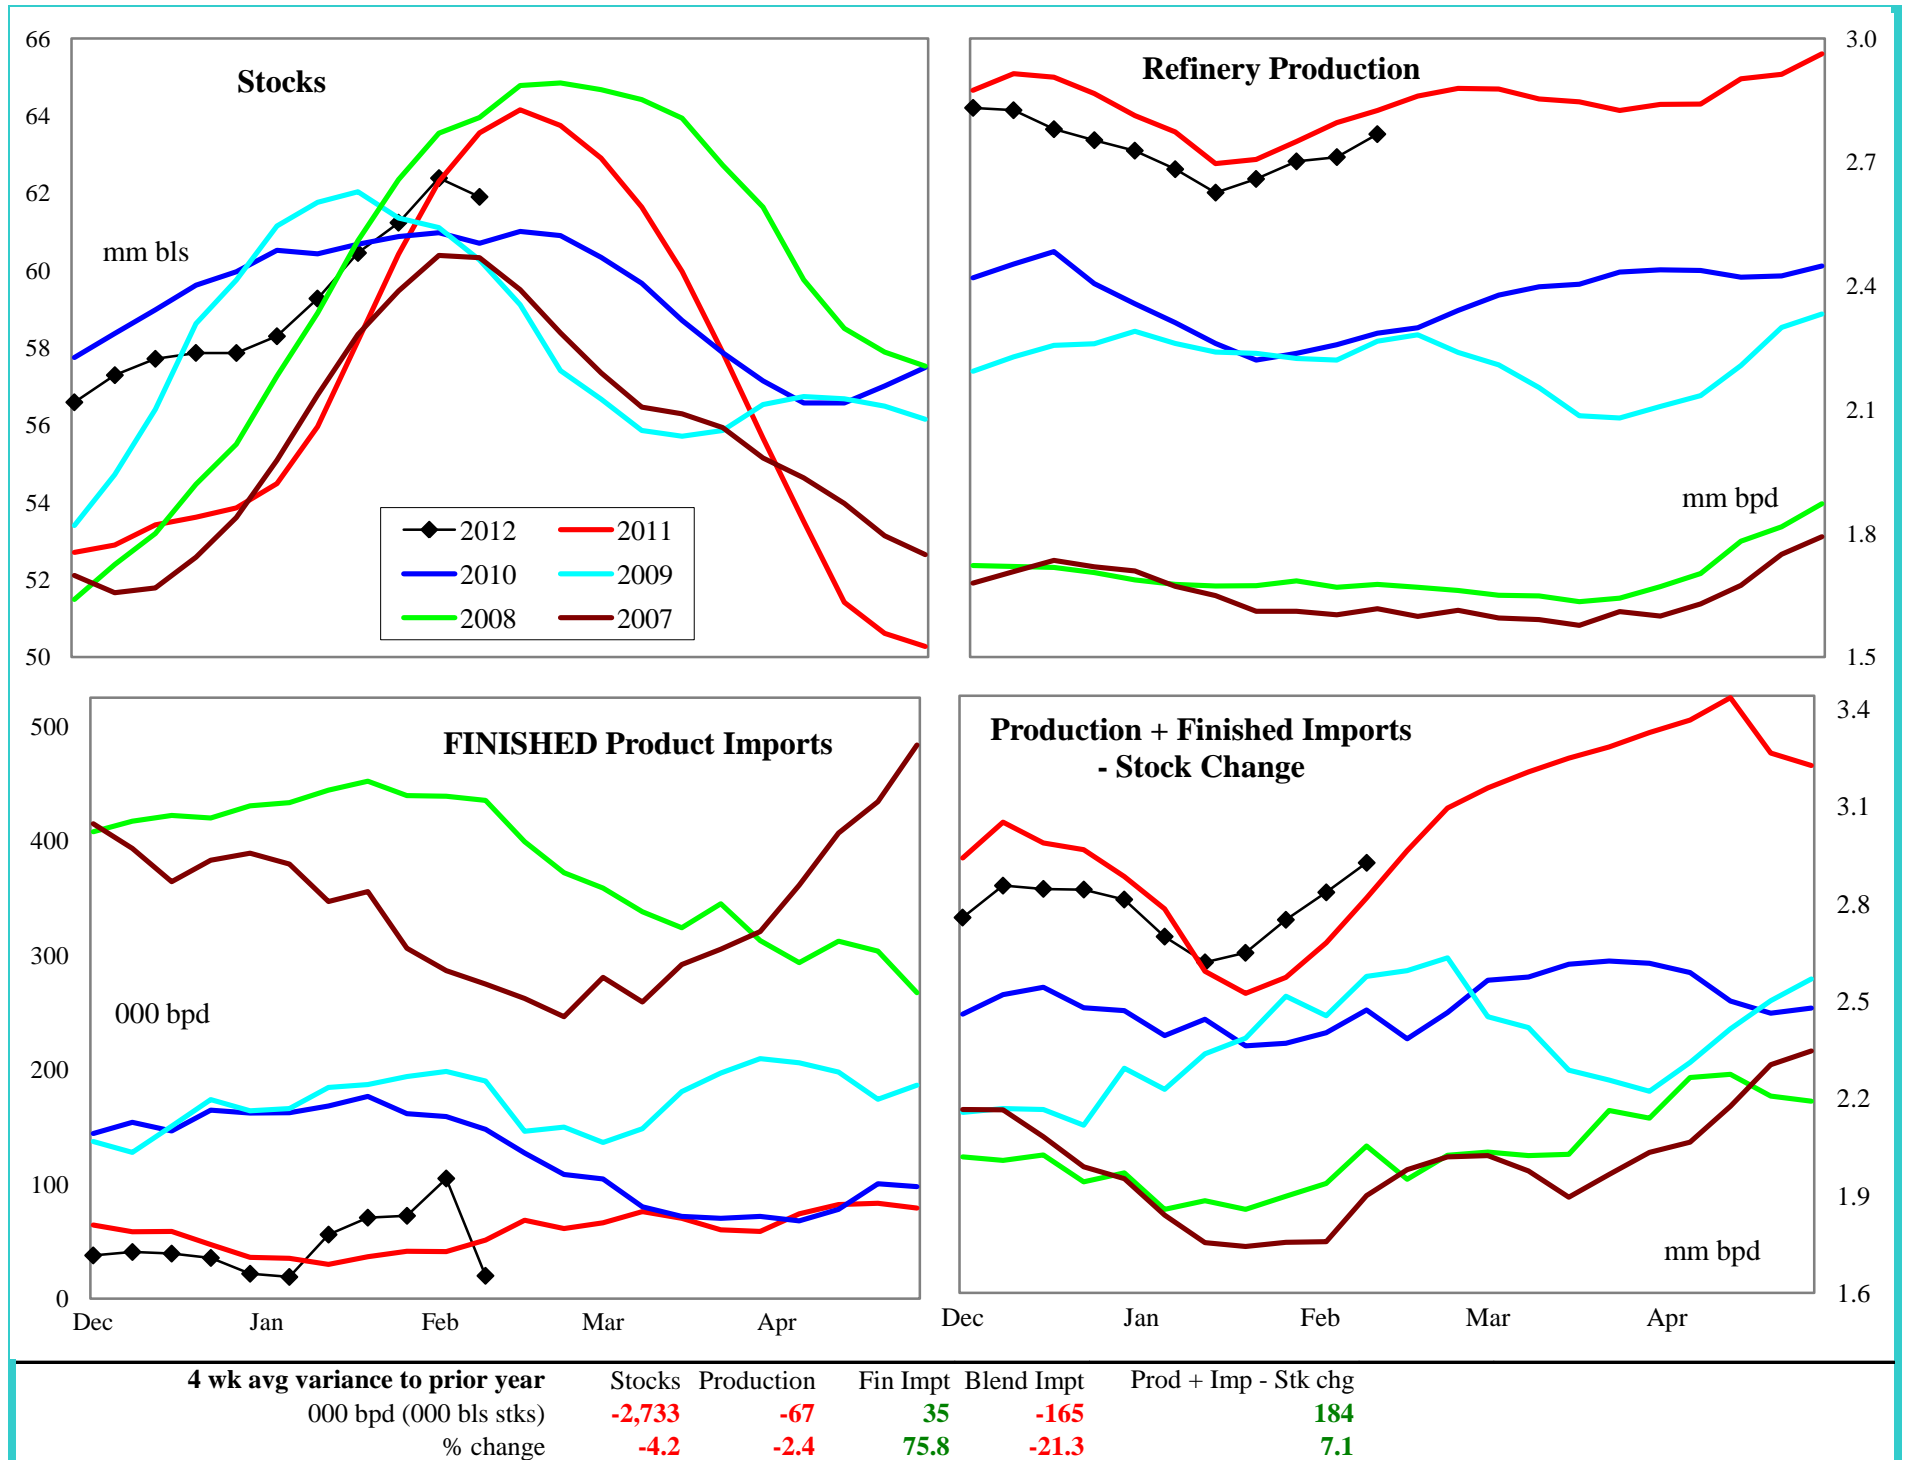 Stocks
66
64
62
60
58
56
54
52
50
mm bls
2012
2011
2010
2009
2008
2007
Refinery Production
3.0
2.7
2.4
2.1
1.8
1.5
mm bpd
FINISHED Product Imports
500
400
300
200
100
0
000 bpd
Dec Jan Feb Mar Apr
Production + Finished Imports
- Stock Change
3.4
3.1
2.8
2.5
2.2
1.9
1.6
mm bpd
Dec Jan Feb Mar Apr
4 wk avg variance to prior year Stocks Production Fin Impt Blend Impt Prod + Imp - Stk chg
000 bpd (000 bls stks) -2,733 -67 35 -165 184
% change -4.2 -2.4 75.8 -21.3 7.1